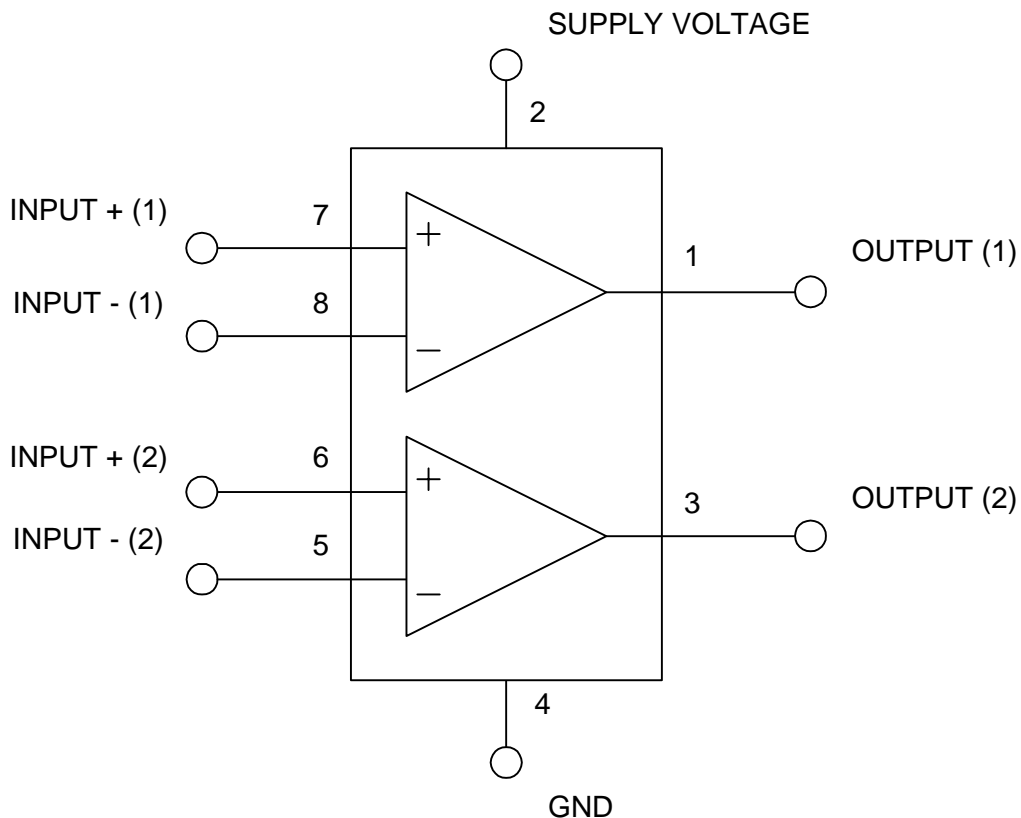 SUPPLY VOLTAGE
2
INPUT + (1)
7
+
1
OUTPUT (1)
INPUT - (1)
8
−
INPUT + (2)
6
+
3
OUTPUT (2)
INPUT - (2)
5
−
4
GND